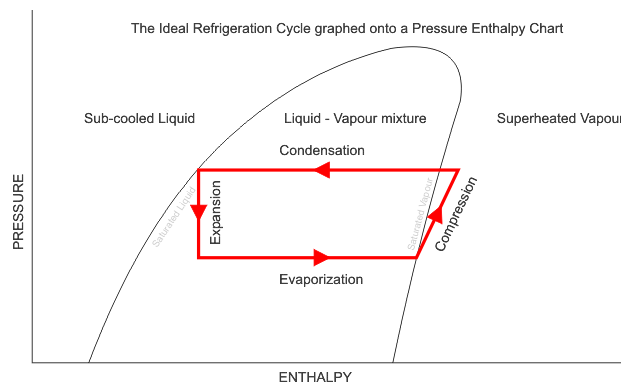 The Ideal Refrigeration Cycle graphed onto a Pressure Enthalpy Chart
Sub-cooled Liquid
Liquid - Vapour mixture
Superheated Vapour
Condensation
Saturated Liquid
Expansion
Saturated Vapour
Compression
Evaporization
PRESSURE
ENTHALPY